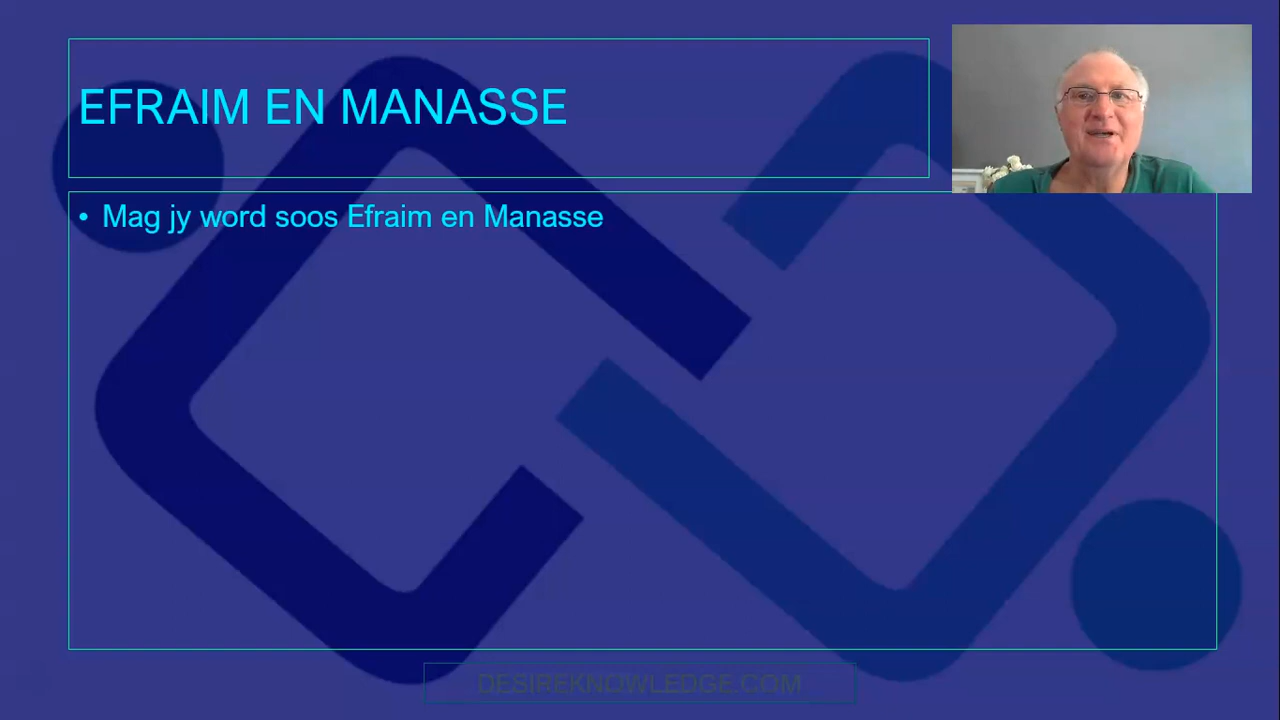 EFRAIM EN MANASSE
• Mag jy word soos Efraim en Manasse
DESIREKNOWLEDGE.COM